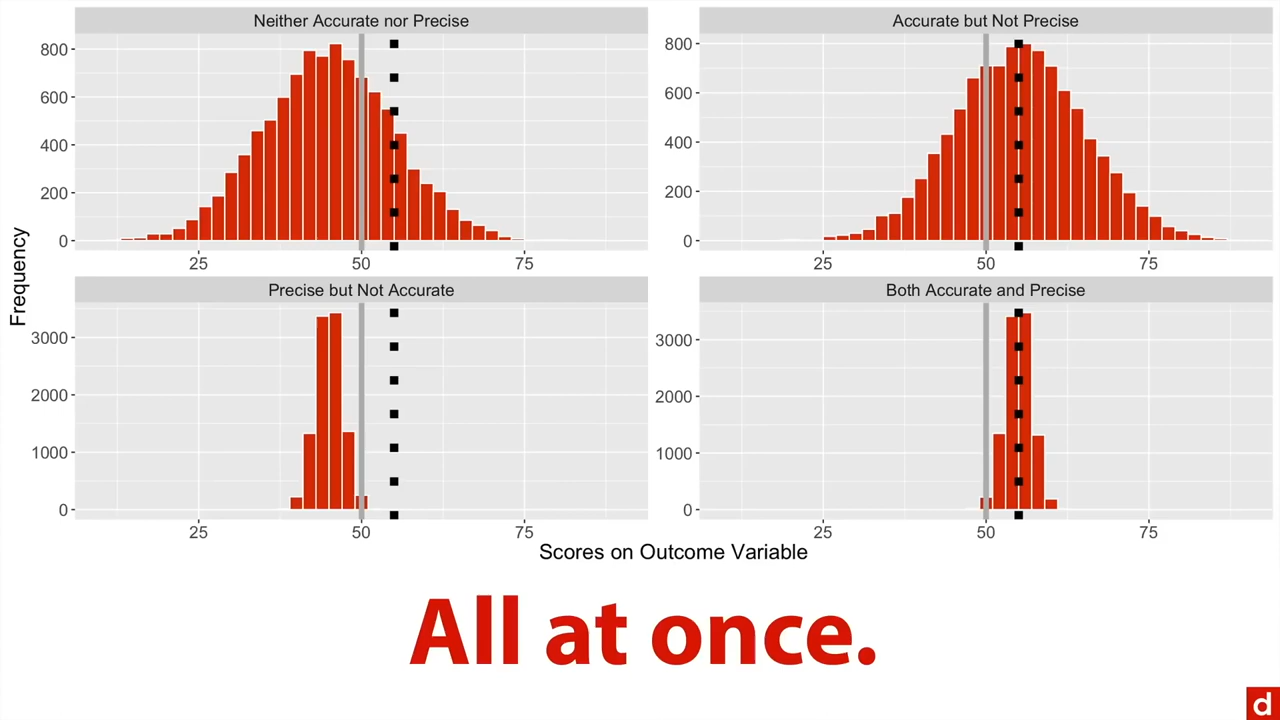 Neither Accurate nor Precise
Accurate but Not Precise
800
600
400
200
0
25 50 75
800
600
400
200
0
25 50 75
Frequency
Precise but Not Accurate
Both Accurate and Precise
3000
2000
1000
0
25 50 75
3000
2000
1000
0
25 50 75
Scores on Outcome Variable
All at once.
d